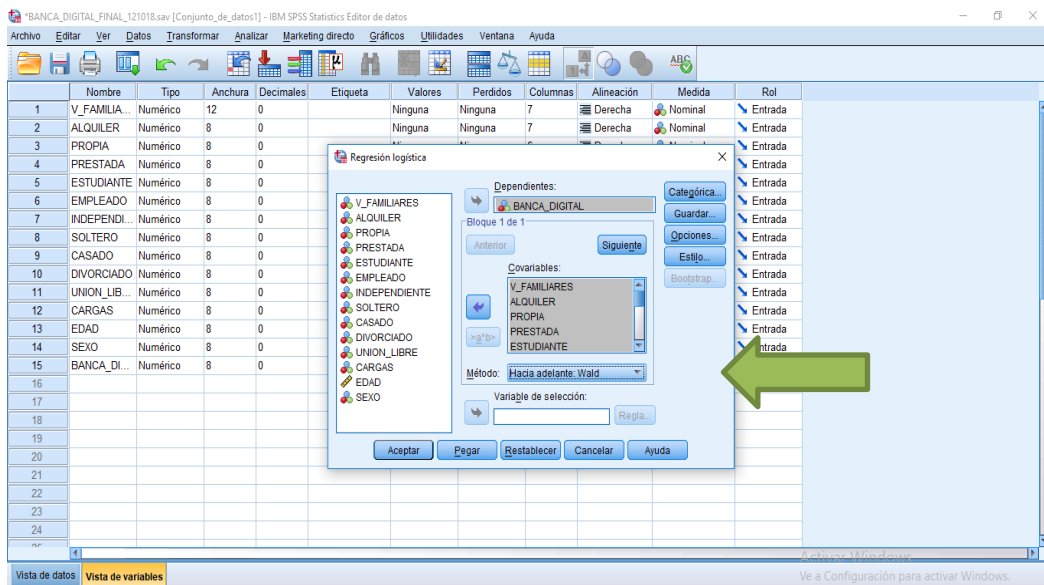 *BANCA_DIGITAL_FINAL_121018.sav [Conjunto_de_datos1] - IBM SPSS Statistics Editor de datos
Archivo Editar Ver Datos Transformar Analizar Marketing directo Gráficos Utilidades Ventana Ayuda
Nombre Tipo Anchura Decimales Etiqueta Valores Perdidos Columnas Alineación Medida Rol
1 V_FAMILIA... Numérico 12 0 Ninguna Ninguna 7 Derecha Nominal Entrada
2 ALQUILER Numérico 8 0 Ninguna Ninguna 7 Derecha Nominal Entrada
3 PROPIA Numérico 8 0 Entrada
4 PRESTADA Numérico 8 0 Entrada
5 ESTUDIANTE Numérico 8 0 Entrada
6 EMPLEADO Numérico 8 0 Entrada
7 INDEPENDI... Numérico 8 0 Entrada
8 SOLTERO Numérico 8 0 Entrada
9 CASADO Numérico 8 0 Entrada
10 DIVORCIADO Numérico 8 0 Entrada
11 UNION_LIB... Numérico 8 0 Entrada
12 CARGAS Numérico 8 0 Entrada
13 EDAD Numérico 8 0 Entrada
14 SEXO Numérico 8 0
15 BANCA_DI... Numérico 8 0 Entrada
16
17
18
19
20
21
22
23
24
Regresión logística
V_FAMILIARES
ALQUILER
PROPIA
PRESTADA
ESTUDIANTE
EMPLEADO
INDEPENDIENTE
SOLTERO
CASADO
DIVORCIADO
UNION_LIBRE
CARGAS
EDAD
SEXO
Dependientes:
BANCA_DIGITAL
Bloque 1 de 1
Anterior Siguiente
Covariables:
V_FAMILIARES
ALQUILER
PROPIA
PRESTADA
ESTUDIANTE
>a*b>
Método: Hacia adelante: Wald
Variable de selección:
Regla...
Categórica...
Guardar...
Opciones...
Estilo...
Bootstrap...
Aceptar Pegar Restablecer Cancelar Ayuda
Activar Windows
Ve a Configuración para activar Windows.
Vista de datos Vista de variables